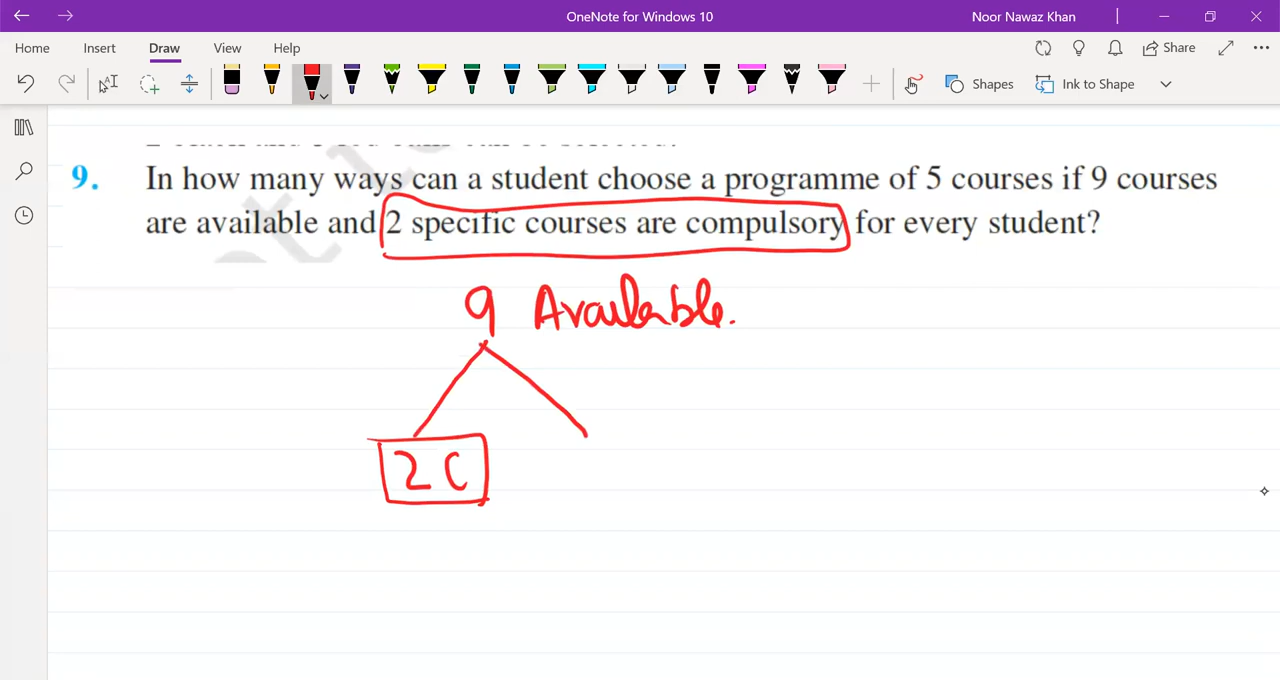 OneNote for Windows 10
Noor Nawaz Khan
Home Insert Draw View Help
Share
Shapes
Ink to Shape
9. In how many ways can a student choose a programme of 5 courses if 9 courses
are available and 2 specific courses are compulsory for every student?
9 Available.
2 C